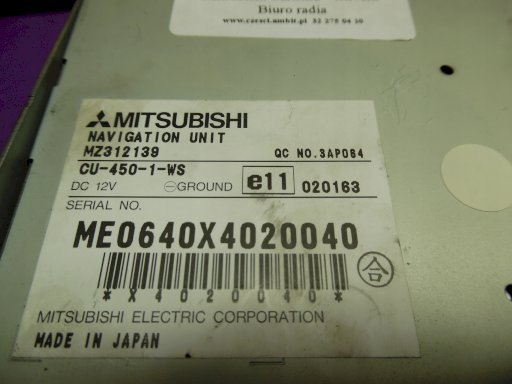 Biuro radia
www.czesci.ambit.pl 32 275 04 10
MITSUBISHI
NAVIGATION UNIT
MZ312139 QC NO.3AP084
CU-450-1-WS
DC 12V ⊖GROUND e11 020163
SERIAL NO.
ME0640X4020040
*X4020040*
合
MITSUBISHI ELECTRIC CORPORATION
MADE IN JAPAN